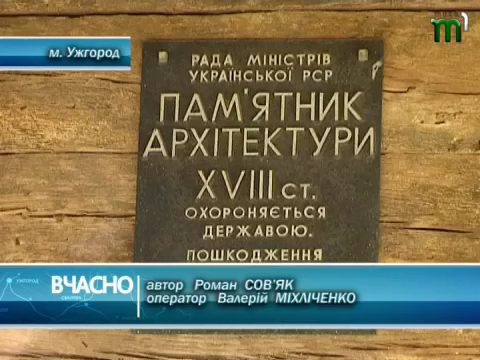 м. Ужгород
РАДА МІНІСТРІВ
УКРАЇНСЬКОЇ РСР
ПАМ'ЯТНИК
АРХІТЕКТУРИ
XVIII СТ.
ОХОРОНЯЄТЬСЯ
ДЕРЖАВОЮ.
ПОШКОДЖЕННЯ
УЖГОРОД
ВЧАСНО
автор Роман СОВ'ЯК
оператор Валерій МІХЛІЧЕНКО